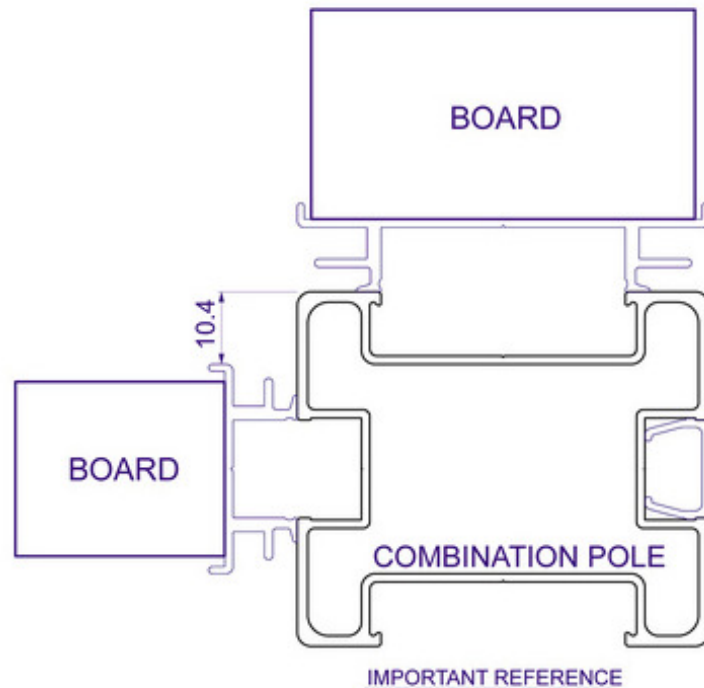 BOARD
10.4
BOARD
COMBINATION POLE
IMPORTANT REFERENCE